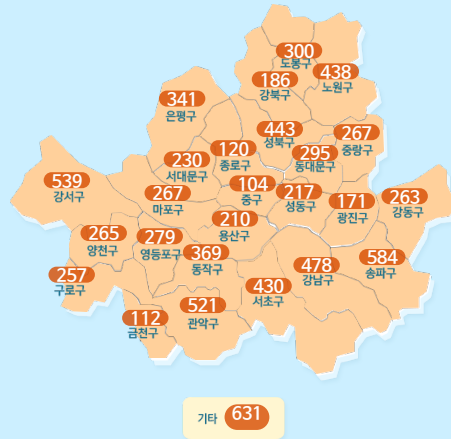 300
도봉구
438
노원구
186
강북구
341
은평구
443
성북구
267
중랑구
120
종로구
295
동대문구
230
서대문구
539
강서구
267
마포구
104
중구
217
성동구
171
광진구
263
강동구
210
용산구
265
양천구
279
영등포구
369
동작구
584
송파구
478
강남구
257
구로구
430
서초구
521
관악구
112
금천구
기타 631